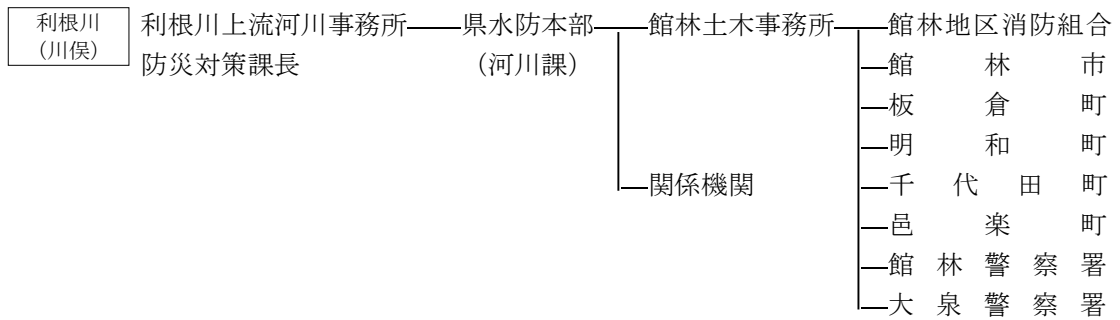 利根川
(川俣)
利根川上流河川事務所 県水防本部 館林土木事務所 館林地区消防組合
防災対策課長 (河川課) 館林市
板倉町
明和町
関係機関 千代田町
邑楽町
館林警察署
大泉警察署